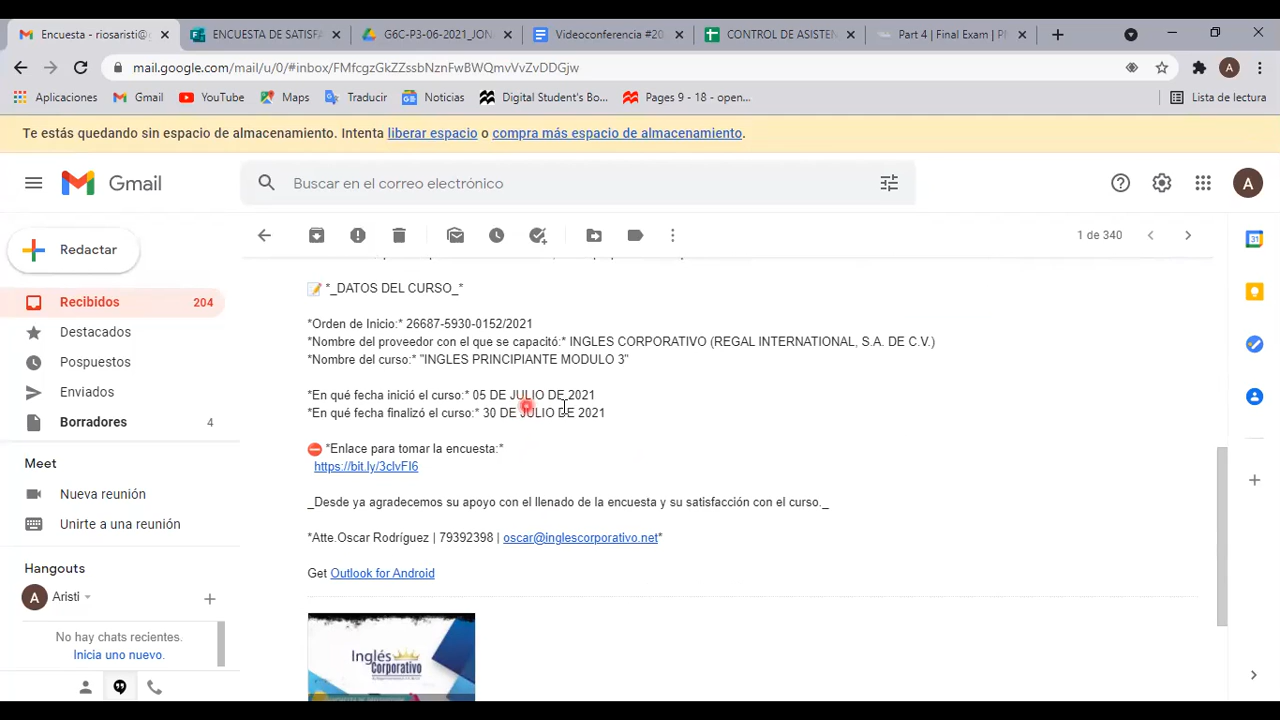 Encuesta - riosaristi@g
ENCUESTA DE SATISFA
G6C-P3-06-2021_JON
Videoconferencia #20
CONTROL DE ASISTEN
Part 4 | Final Exam | Ph
mail.google.com/mail/u/0/#inbox/FMfcgzGkZZssbNznFwBWQmvVvZvDDGjw
A
Aplicaciones
Gmail
YouTube
Maps
Traducir
Noticias
Digital Student's Bo...
Pages 9 - 18 - open...
Lista de lectura
Te estás quedando sin espacio de almacenamiento. Intenta liberar espacio o compra más espacio de almacenamiento.
Gmail
Buscar en el correo electrónico
A
Redactar
1 de 340
Recibidos 204
Destacados
Pospuestos
Enviados
Borradores 4
Meet
Nueva reunión
Unirte a una reunión
Hangouts
A Aristi
No hay chats recientes.
Inicia uno nuevo.
*_DATOS DEL CURSO_*
*Orden de Inicio:* 26687-5930-0152/2021
*Nombre del proveedor con el que se capacitó:* INGLES CORPORATIVO (REGAL INTERNATIONAL, S.A. DE C.V.)
*Nombre del curso:* "INGLES PRINCIPIANTE MODULO 3"
*En qué fecha inició el curso:* 05 DE JULIO DE 2021
*En qué fecha finalizó el curso:* 30 DE JULIO DE 2021
*Enlace para tomar la encuesta:*
https://bit.ly/3clvFI6
_Desde ya agradecemos su apoyo con el llenado de la encuesta y su satisfacción con el curso._
*Atte.Oscar Rodríguez | 79392398 | oscar@inglescorporativo.net*
Get Outlook for Android
Inglés
Corporativo
31